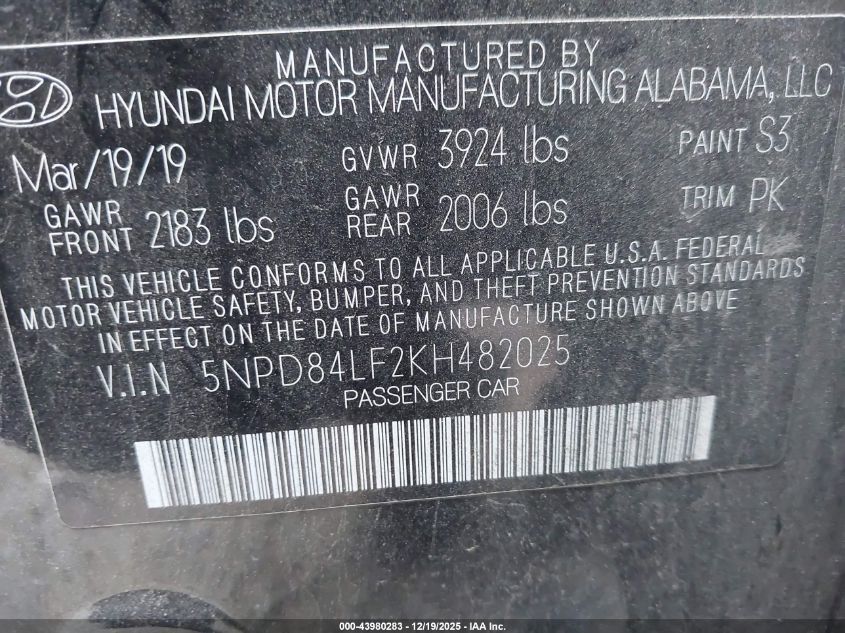 MANUFACTURED BY
HYUNDAI MOTOR MANUFACTURING ALABAMA, LLC
Mar/19/19 GVWR 3924 lbs PAINT S3
GAWR FRONT 2183 lbs GAWR REAR 2006 lbs TRIM PK
THIS VEHICLE CONFORMS TO ALL APPLICABLE U.S.A. FEDERAL
MOTOR VEHICLE SAFETY, BUMPER, AND THEFT PREVENTION STANDARDS
IN EFFECT ON THE DATE OF MANUFACTURE SHOWN ABOVE
V.I.N 5NPD84LF2KH482025
PASSENGER CAR
000-43980283 - 12/19/2025 - IAA Inc.